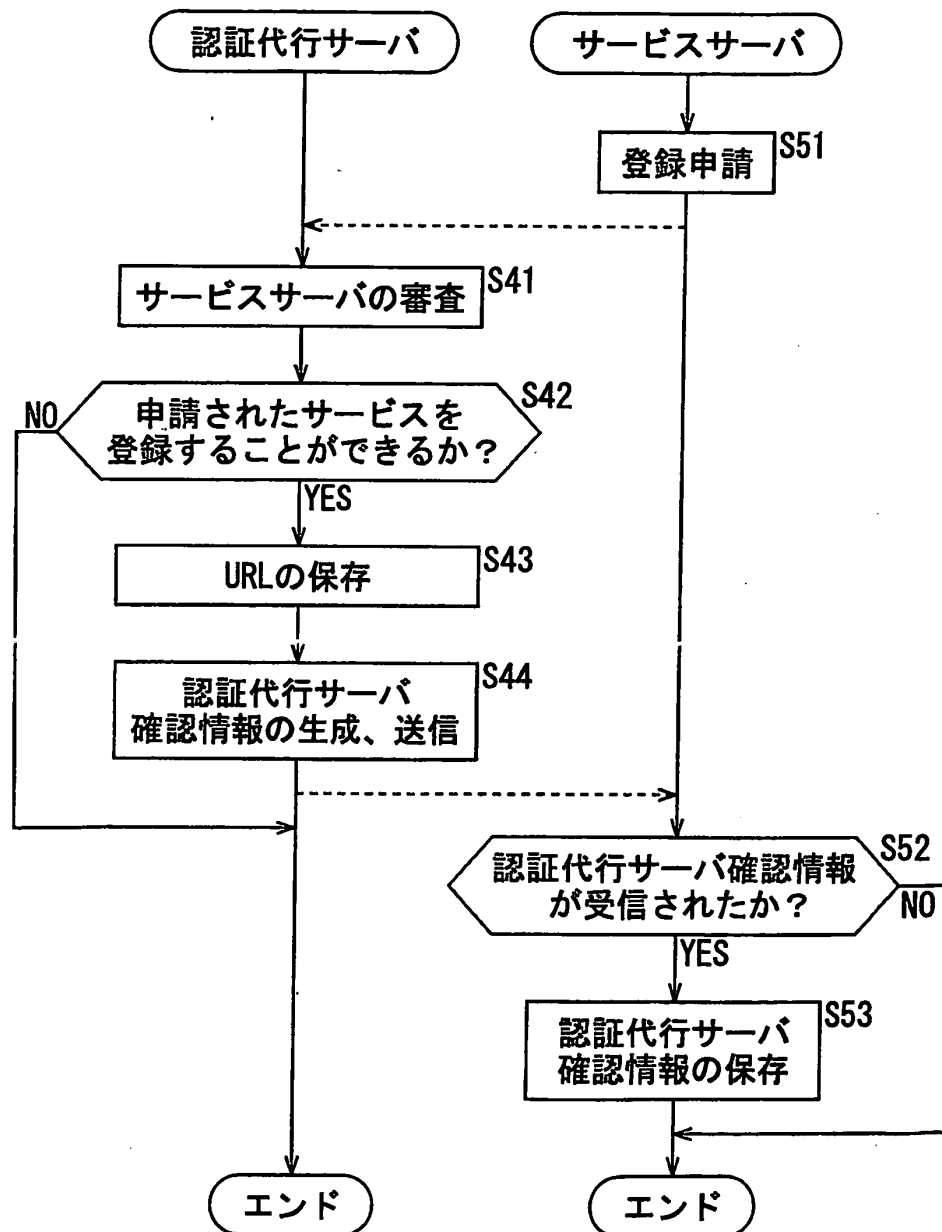 認証代行サーバ
サービスサーバ
S51
登録申請
S41
サービスサーバの審査
S42
NO
申請されたサービスを
登録することができるか？
YES
S43
URLの保存
S44
認証代行サーバ
確認情報の生成、送信
S52
認証代行サーバ確認情報
が受信されたか？
NO
YES
S53
認証代行サーバ
確認情報の保存
エンド
エンド